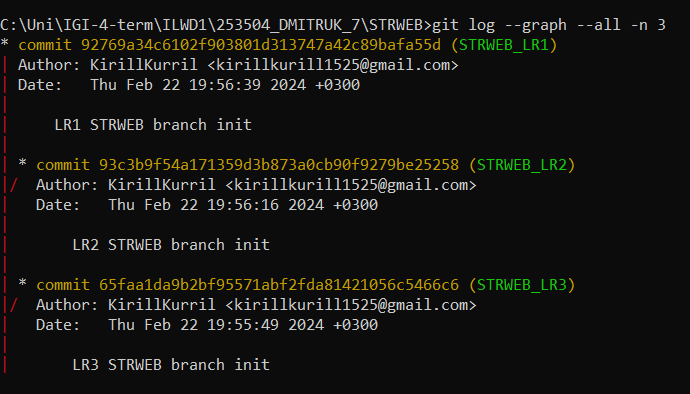 C:\Uni\IGI-4-term\ILWD1\253504_DMITRUK_7\STRWEB>git log --graph --all -n 3
* commit 92769a34c6102f903801d313747a42c89bafa55d (STRWEB_LR1)
| Author: KirillKurril <kirillkurill1525@gmail.com>
| Date:   Thu Feb 22 19:56:39 2024 +0300
|
|     LR1 STRWEB branch init
|
| * commit 93c3b9f54a171359d3b873a0cb90f9279be25258 (STRWEB_LR2)
|/  Author: KirillKurril <kirillkurill1525@gmail.com>
|   Date:   Thu Feb 22 19:56:16 2024 +0300
|
|       LR2 STRWEB branch init
|
| * commit 65faa1da9b2bf95571abf2fda81421056c5466c6 (STRWEB_LR3)
|/  Author: KirillKurril <kirillkurill1525@gmail.com>
|   Date:   Thu Feb 22 19:55:49 2024 +0300
|
|       LR3 STRWEB branch init